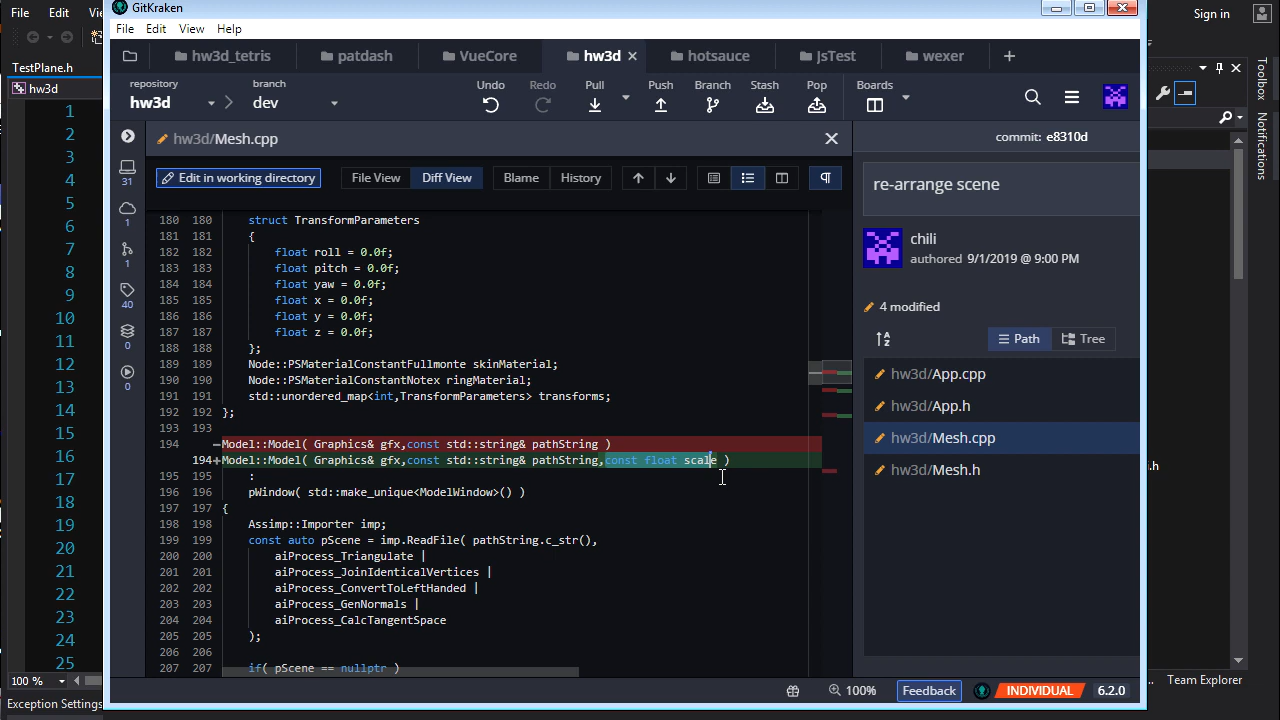 GitKraken
File Edit Sign in
File Edit View Help
hw3d_tetris patdash VueCore hw3d hotsauce JsTest wexer
TestPlane.h
hw3d
repository
hw3d
branch
dev
Undo Redo Pull Push Branch Stash Pop Boards
hw3d/Mesh.cpp
commit: e8310d
Edit in working directory File View Diff View Blame History
re-arrange scene
chili
authored 9/1/2019 @ 9:00 PM
4 modified
Path Tree
hw3d/App.cpp
hw3d/App.h
hw3d/Mesh.cpp
hw3d/Mesh.h
31
1
1
40
0
0
180 180 struct TransformParameters
181 181 {
182 182 float roll = 0.0f;
183 183 float pitch = 0.0f;
184 184 float yaw = 0.0f;
185 185 float x = 0.0f;
186 186 float y = 0.0f;
187 187 float z = 0.0f;
188 188 };
189 189 Node::PSMaterialConstantFullmonte skinMaterial;
190 190 Node::PSMaterialConstantNotex ringMaterial;
191 191 std::unordered_map<int,TransformParameters> transforms;
192 192 };
193 193
194 -Model::Model( Graphics& gfx,const std::string& pathString )
194+Model::Model( Graphics& gfx,const std::string& pathString,const float scale )
195 195 :
196 196 pWindow( std::make_unique<ModelWindow>() )
197 197 {
198 198 Assimp::Importer imp;
199 199 const auto pScene = imp.ReadFile( pathString.c_str(),
200 200 aiProcess_Triangulate |
201 201 aiProcess_JoinIdenticalVertices |
202 202 aiProcess_ConvertToLeftHanded |
203 203 aiProcess_GenNormals |
204 204 aiProcess_CalcTangentSpace
205 205 );
206 206
207 207 if( pScene == nullptr )
1
2
3
4
5
6
7
8
9
10
11
12
13
14
15
16
17
18
19
20
21
22
23
24
25
100 %
Exception Settings
100% Feedback INDIVIDUAL 6.2.0
Toolbox
Notifications
Team Explorer